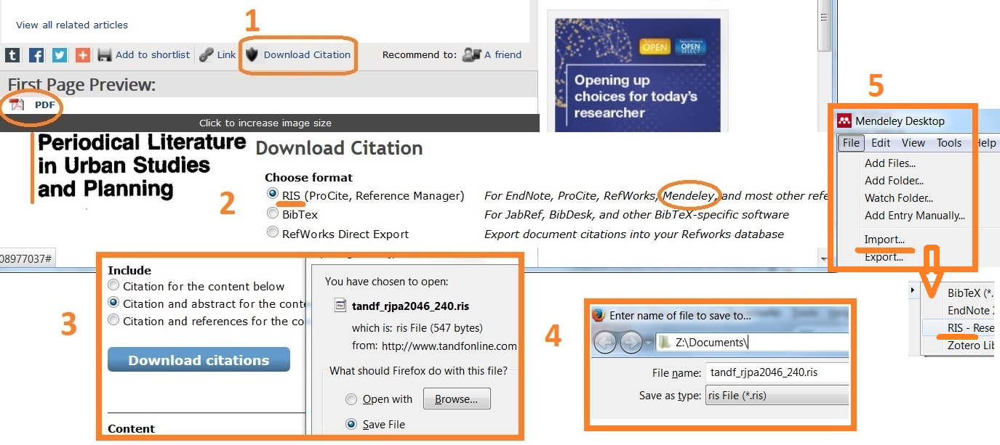 View all related articles
1
Add to shortlist Link Download Citation Recommend to: A friend
First Page Preview:
PDF
Click to increase image size
OPEN
OPEN
SELECT
Opening up
choices for today's
researcher
Periodical Literature
in Urban Studies
and Planning
Download Citation
Choose format
2
RIS (ProCite, Reference Manager) For EndNote, ProCite, RefWorks, Mendeley, and most other refe
BibTex For JabRef, BibDesk, and other BibTeX-specific software
RefWorks Direct Export Export document citations into your Refworks database
08977037#
3
Include
Citation for the content below
Citation and abstract for the conte
Citation and references for the co
Download citations
Content
You have chosen to open:
tandf_rjpa2046_240.ris
which is: ris File (547 bytes)
from: http://www.tandfonline.com
What should Firefox do with this file?
Open with Browse...
Save File
4
Enter name of file to save to...
Z:\Documents\
File name: tandf_rjpa2046_240.ris
Save as type: ris File (*.ris)
5
Mendeley Desktop
File Edit View Tools Help
Add Files...
Add Folder...
Watch Folder...
Add Entry Manually...
Import...
Export...
BibTeX (*.
EndNote
RIS - Rese
Zotero Lib